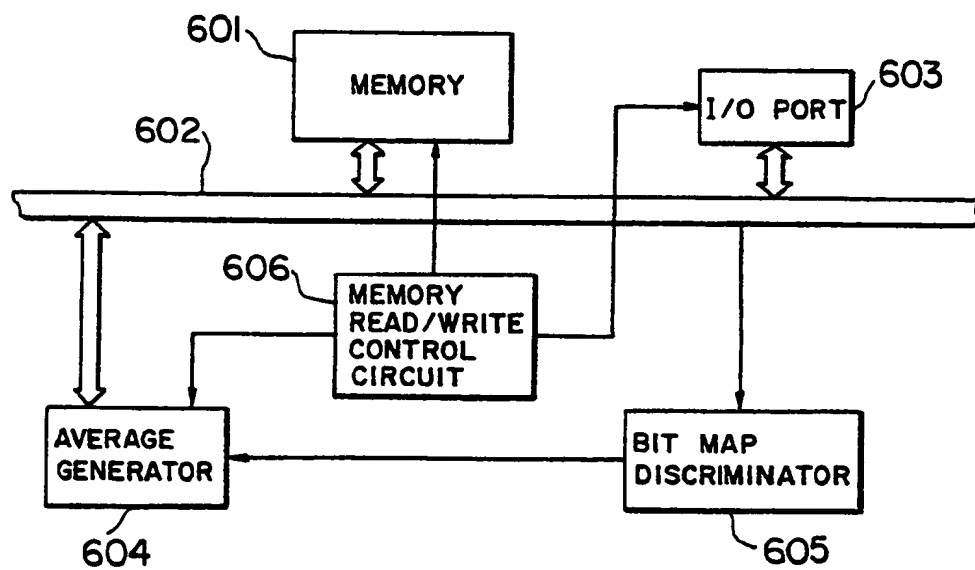 601
MEMORY
603
I/O PORT
602
606
MEMORY
READ/WRITE
CONTROL
CIRCUIT
AVERAGE
GENERATOR
604
BIT MAP
DISCRIMINATOR
605